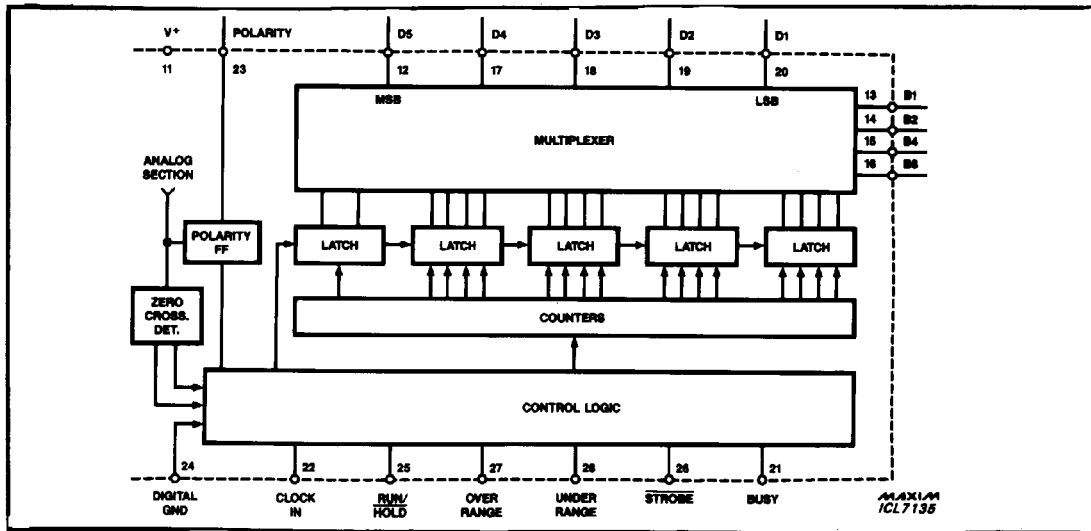 V+
POLARITY
D5
D4
D3
D2
D1
11
23
12
17
18
19
20
MSB
LSB
MULTIPLEXER
13
B1
14
B2
15
B4
16
B8
ANALOG
SECTION
POLARITY
FF
LATCH
LATCH
LATCH
LATCH
LATCH
ZERO
CROSS.
DET.
COUNTERS
CONTROL LOGIC
24
22
25
27
28
26
21
DIGITAL
GND
CLOCK
IN
RUN/
HOLD
OVER
RANGE
UNDER
RANGE
STROBE
BUSY
MAXIM
ICL7135